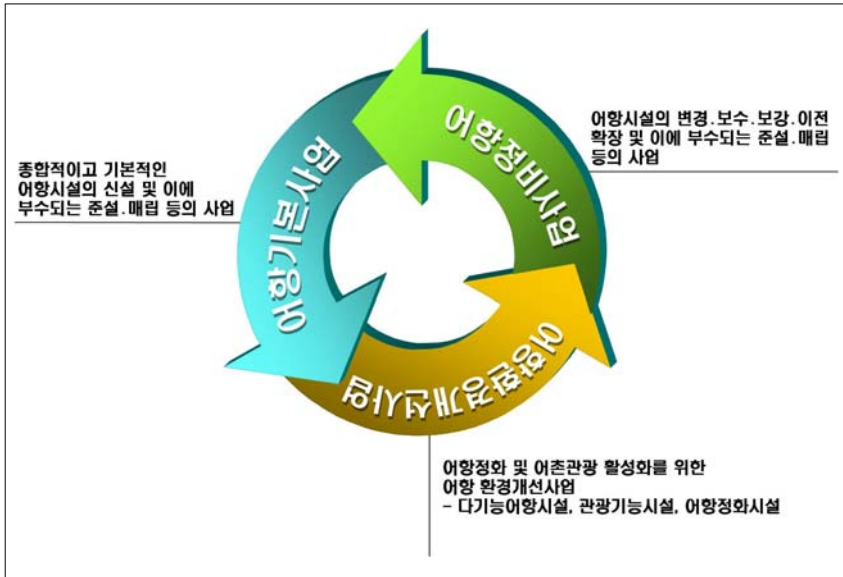 어항정비사업
어항시설의 변경.보수.보강.이전
확장 및 이에 부수되는 준설.매립
등의 사업
종합적이고 기본적인
어항시설의 신설 및 이에
부수되는 준설.매립 등의 사업
어항기본사업
어항환경개선사업
어항정화 및 어촌관광 활성화를 위한
어항 환경개선사업
- 다기능어항시설, 관광기능시설, 어항정화시설